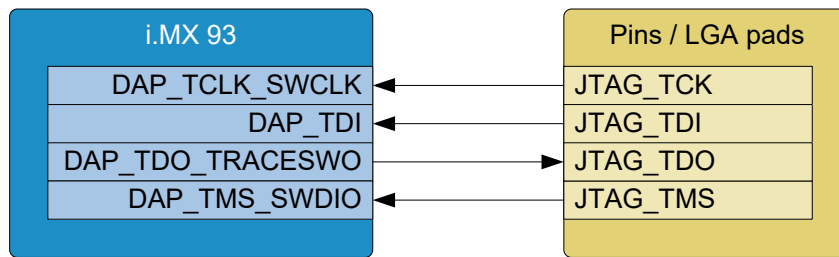 i.MX 93
Pins / LGA pads
DAP_TCLK_SWCLK
JTAG_TCK
DAP_TDI
JTAG_TDI
DAP_TDO_TRACESWO
JTAG_TDO
DAP_TMS_SWDIO
JTAG_TMS